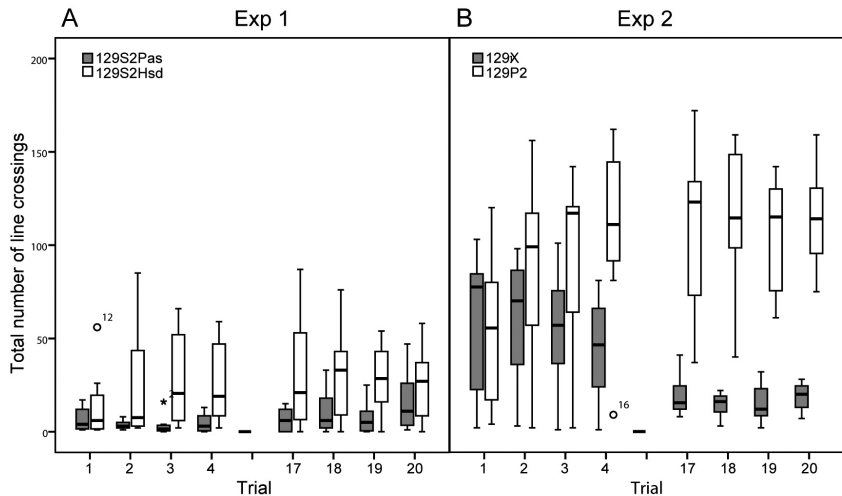 A
Exp 1
B
Exp 2
Total number of line crossings
200
150
100
50
0
129S2Pas
129S2Hsd
12
*
2
1 2 3 4 17 18 19 20
Trial
129X
129P2
16
1 2 3 4 17 18 19 20
Trial